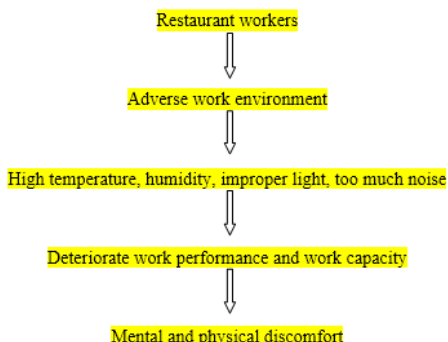 Restaurant workers
Adverse work environment
High temperature, humidity, improper light, too much noise
Deteriorate work performance and work capacity
Mental and physical discomfort